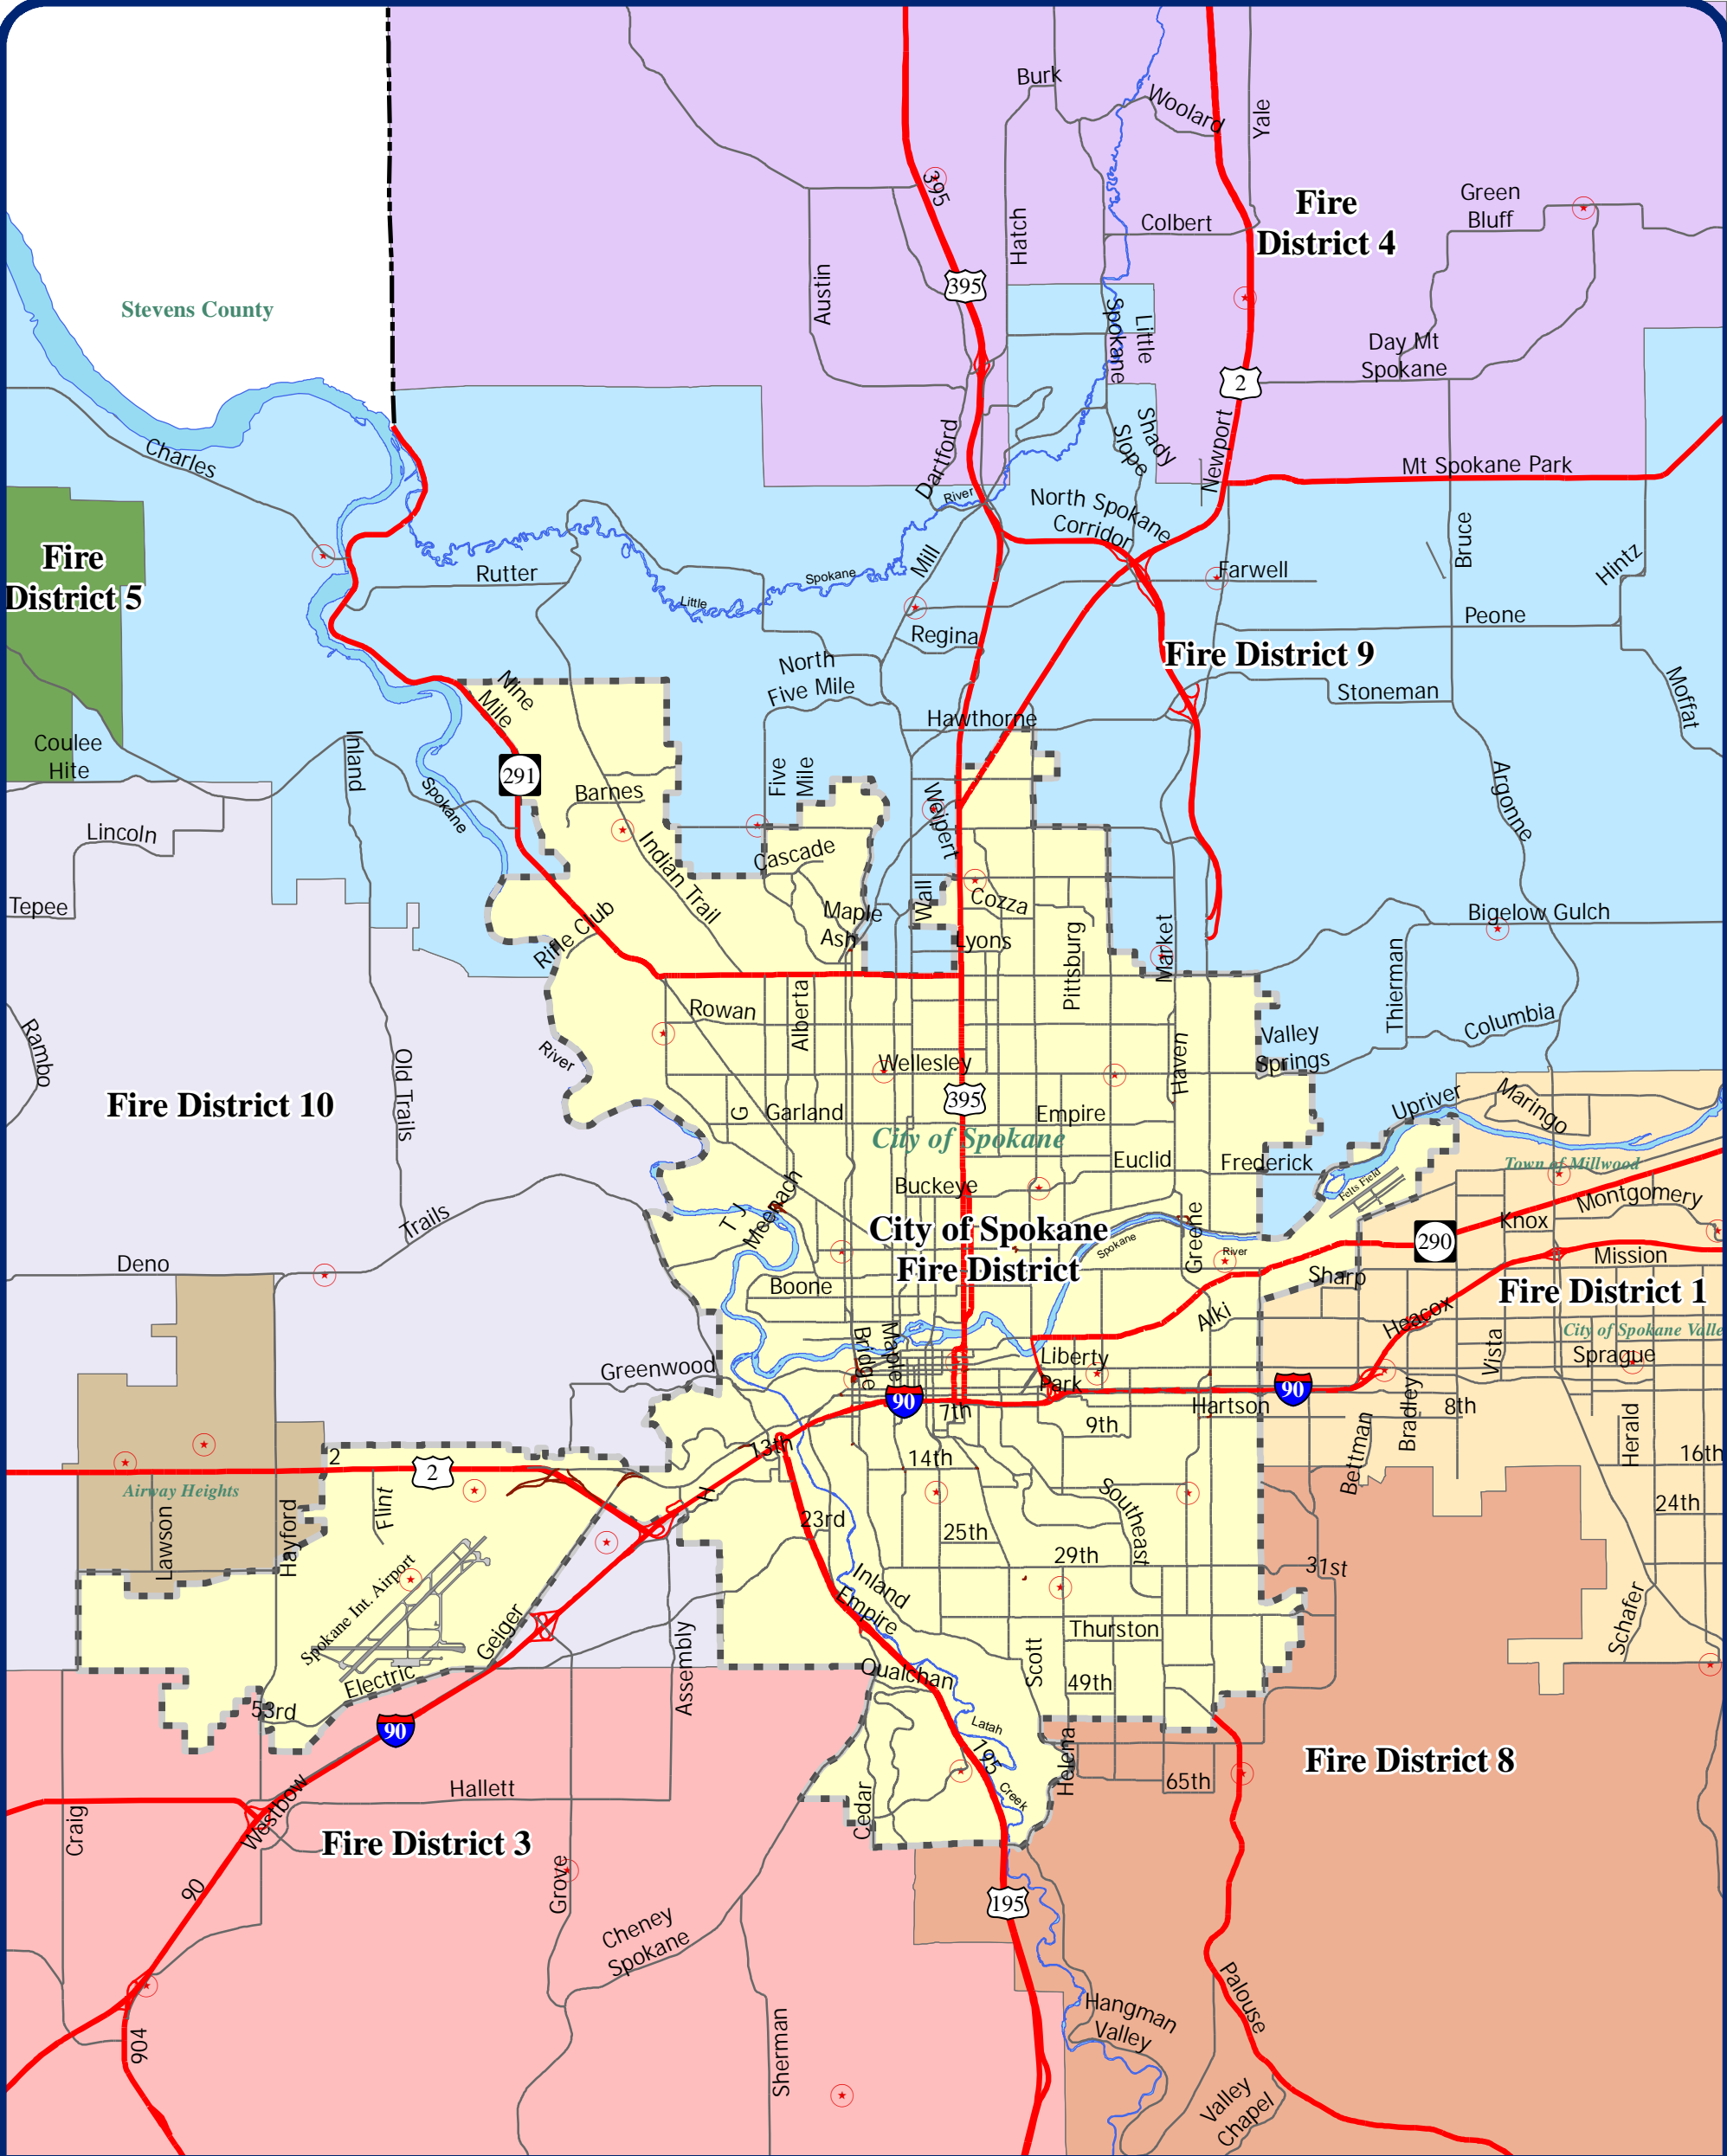 Burk
Woolard
Yale
395
Green
Bluff
Fire
District 4
Colbert
Hatch
Austin
395
Stevens County
Spokane
Little
Day Mt
Spokane
2
Newport
Shady
Slope
Dartford
Charles
Mt Spokane Park
River
North Spokane
Corridor
Bruce
Hintz
Fire
District 5
Rutter
Mill
Spokane
Little
Farwell
Peone
Regina
Fire District 9
North
Five Mile
Nine
Mile
Stoneman
Moffat
Hawthorne
Coulee
Hite
Inland
291
Five
Mile
Spokane
Barnes
Weipert
Argonne
Lincoln
Cascade
Indian Trail
Tepee
Wall
Cozza
Maple
Ash
Lyons
Rifle Club
Pittsburg
Market
Bigelow Gulch
Thierman
Rowan
Alberta
Columbia
Valley
Springs
Rambo
River
Old Trails
Wellesley
Haven
Fire District 10
395
G
Garland
Empire
Upriver
Maringo
City of Spokane
Euclid
Frederick
Town of Millwood
Felts Field
Buckeye
T J
Meenach
Montgomery
Trails
City of Spokane
Fire District
Greene
Knox
290
Spokane
River
Mission
Deno
Boone
Sharp
Fire District 1
Alki
Heacox
City of Spokane Valle
Bridge
Maple
Liberty
Park
Vista
Sprague
Greenwood
90
90
7th
Hartson
8th
9th
Bradley
Bettman
Herald
13th
14th
16th
2
2
Airway Heights
Flint
H
Lawson
Hayford
23rd
25th
Southeast
24th
29th
31st
Spokane Int. Airport
Inland
Empire
Geiger
Schafer
Thurston
Assembly
Scott
Electric
Qualchan
49th
53rd
90
Latah
195
Helena
Fire District 8
Creek
65th
Hallett
Westbow
Craig
Cedar
Fire District 3
Grove
90
195
Cheney
Spokane
Palouse
Hangman
Valley
904
Sherman
Valley
Chapel